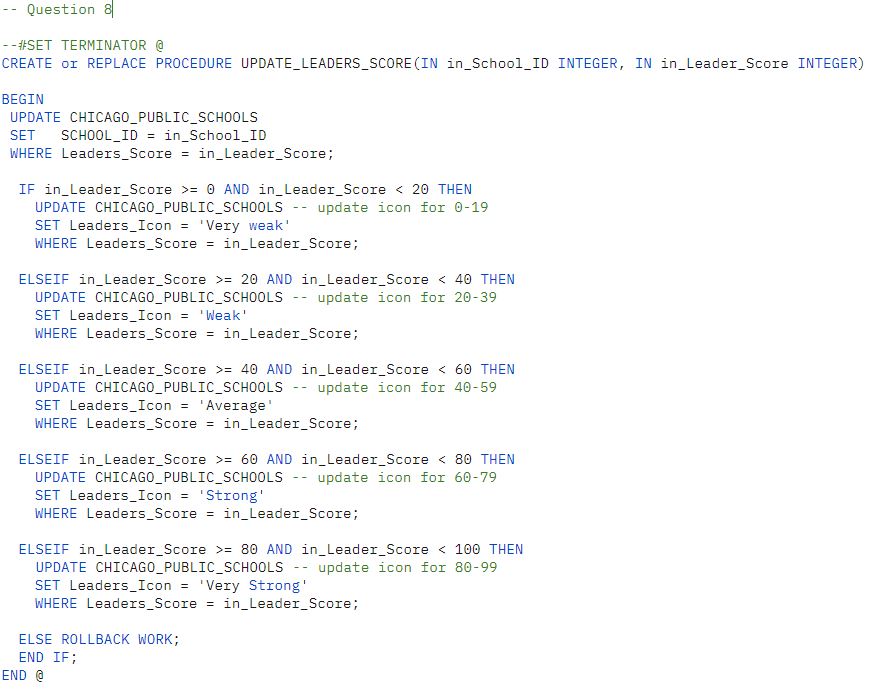 -- Question 8
--#SET TERMINATOR @
CREATE or REPLACE PROCEDURE UPDATE_LEADERS_SCORE(IN in_School_ID INTEGER, IN in_Leader_Score INTEGER)
BEGIN
UPDATE CHICAGO_PUBLIC_SCHOOLS
SET   SCHOOL_ID = in_School_ID
WHERE Leaders_Score = in_Leader_Score;
IF in_Leader_Score >= 0 AND in_Leader_Score < 20 THEN
UPDATE CHICAGO_PUBLIC_SCHOOLS -- update icon for 0-19
SET Leaders_Icon = 'Very weak'
WHERE Leaders_Score = in_Leader_Score;
ELSEIF in_Leader_Score >= 20 AND in_Leader_Score < 40 THEN
UPDATE CHICAGO_PUBLIC_SCHOOLS -- update icon for 20-39
SET Leaders_Icon = 'Weak'
WHERE Leaders_Score = in_Leader_Score;
ELSEIF in_Leader_Score >= 40 AND in_Leader_Score < 60 THEN
UPDATE CHICAGO_PUBLIC_SCHOOLS -- update icon for 40-59
SET Leaders_Icon = 'Average'
WHERE Leaders_Score = in_Leader_Score;
ELSEIF in_Leader_Score >= 60 AND in_Leader_Score < 80 THEN
UPDATE CHICAGO_PUBLIC_SCHOOLS -- update icon for 60-79
SET Leaders_Icon = 'Strong'
WHERE Leaders_Score = in_Leader_Score;
ELSEIF in_Leader_Score >= 80 AND in_Leader_Score < 100 THEN
UPDATE CHICAGO_PUBLIC_SCHOOLS -- update icon for 80-99
SET Leaders_Icon = 'Very Strong'
WHERE Leaders_Score = in_Leader_Score;
ELSE ROLLBACK WORK;
END IF;
END @